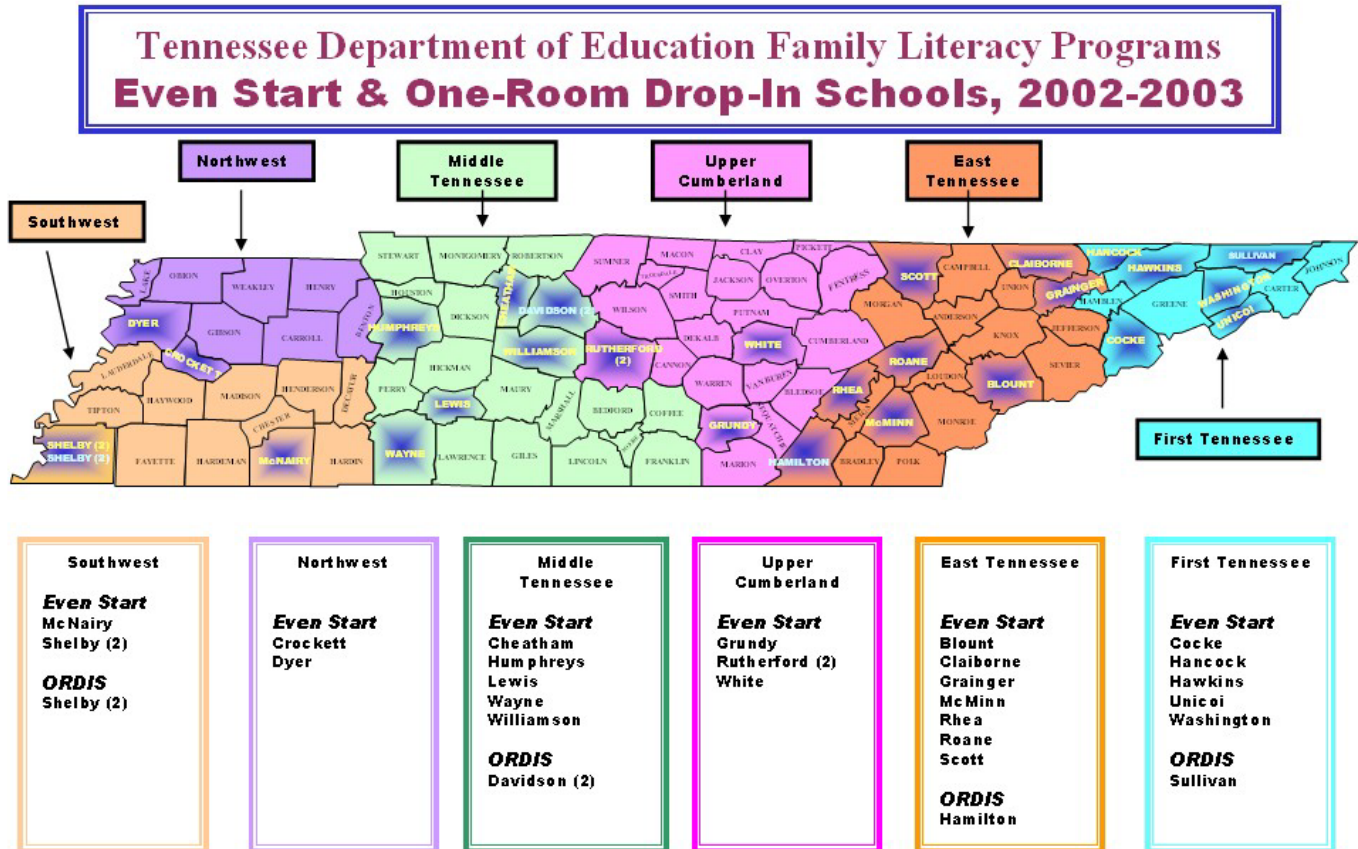 Tennessee Department of Education Family Literacy Programs
Even Start & One-Room Drop-In Schools, 2002-2003
Northwest
Middle
Tennessee
Upper
Cumberland
East
Tennessee
Southwest
First Tennessee
LAKE
OBION
WEAKLEY
HENRY
DYER
GIBSON
CARROLL
BENTON
CROCKETT
LAUDERDALE
TIPTON
HAYWOOD
MADISON
HENDERSON
DECATUR
CHESTER
SHELBY (2)
SHELBY (2)
FAYETTE
HARDEMAN
McNAIRY
HARDIN
STEWART
MONTGOMERY
ROBERTSON
HOUSTON
CHEATHAM
DAVIDSON (2)
HUMPHREYS
DICKSON
WILLIAMSON
HICKMAN
PERRY
LEWIS
MAURY
MARSHALL
BEDFORD
COFFEE
WAYNE
LAWRENCE
GILES
LINCOLN
FRANKLIN
SUMNER
MACON
CLAY
PICKETT
JACKSON
OVERTON
FENTRESS
SMITH
WILSON
PUTNAM
DEKALB
WHITE
CUMBERLAND
RUTHERFORD
(2)
CANNON
WARREN
VAN BUREN
BLEDSOE
GRUNDY
MARION
SCOTT
CAMPBELL
CLAIBORNE
UNION
GRAINGER
MORGAN
ANDERSON
KNOX
JEFFERSON
ROANE
LOUDON
BLOUNT
SEVIER
RHEA
McMINN
MONROE
HAMILTON
BRADLEY
POLK
HANCOCK
HAWKINS
SULLIVAN
JOHNSON
HAMBLEN
GREENE
WASHINGTON
CARTER
UNICOI
COCKE
Southwest
Even Start
McNairy
Shelby (2)
ORDIS
Shelby (2)
Northwest
Even Start
Crockett
Dyer
Middle
Tennessee
Even Start
Cheatham
Humphreys
Lewis
Wayne
Williamson
ORDIS
Davidson (2)
Upper
Cumberland
Even Start
Grundy
Rutherford (2)
White
East Tennessee
Even Start
Blount
Claiborne
Grainger
McMinn
Rhea
Roane
Scott
ORDIS
Hamilton
First Tennessee
Even Start
Cocke
Hancock
Hawkins
Unicoi
Washington
ORDIS
Sullivan